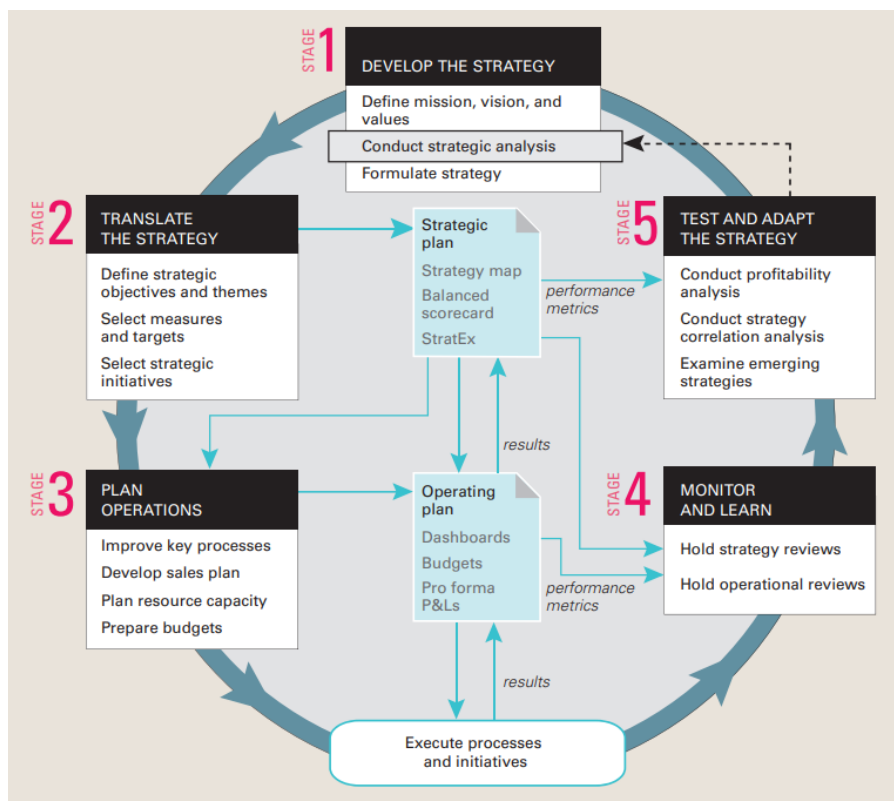 STAGE 1
DEVELOP THE STRATEGY
Define mission, vision, and
values
Conduct strategic analysis
Formulate strategy
STAGE 2
TRANSLATE
THE STRATEGY
Define strategic
objectives and themes
Select measures
and targets
Select strategic
initiatives
Strategic
plan
Strategy map
Balanced
scorecard
StratEx
performance
metrics
STAGE 5
TEST AND ADAPT
THE STRATEGY
Conduct profitability
analysis
Conduct strategy
correlation analysis
Examine emerging
strategies
results
STAGE 3
PLAN
OPERATIONS
Improve key processes
Develop sales plan
Plan resource capacity
Prepare budgets
Operating
plan
Dashboards
Budgets
Pro forma
P&Ls
performance
metrics
STAGE 4
MONITOR
AND LEARN
Hold strategy reviews
Hold operational reviews
results
Execute processes
and initiatives